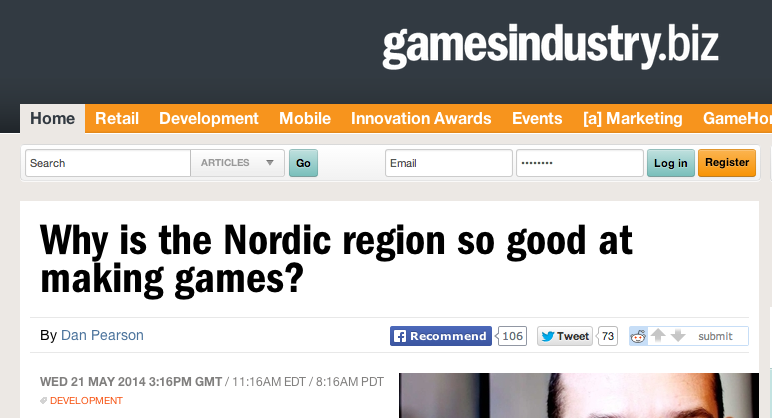 gamesindustry.biz
Home Retail Development Mobile Innovation Awards Events [a] Marketing
Search ARTICLES Go Email Log in Register
Why is the Nordic region so good at
making games?
By Dan Pearson Recommend 106 Tweet 73 submit
WED 21 MAY 2014 3:16PM GMT / 11:16AM EDT / 8:16AM PDT
DEVELOPMENT